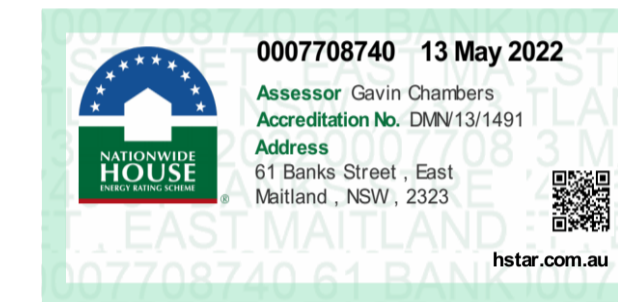 NATIONWIDE
HOUSE
ENERGY RATING SCHEME
®
0007708740 13 May 2022
Assessor Gavin Chambers
Accreditation No. DMN/13/1491
Address
61 Banks Street , East
Maitland , NSW , 2323
hstar.com.au